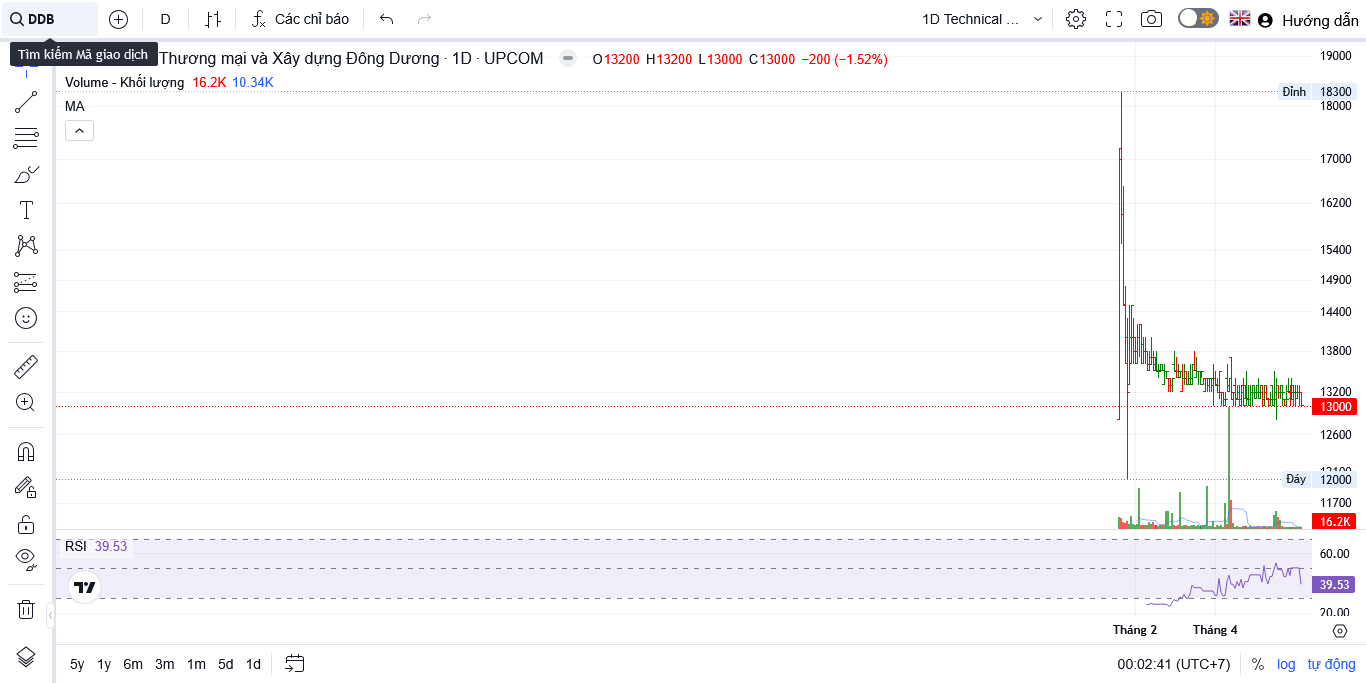 DDB
D
Các chỉ báo
1D Technical ...
Hướng dẫn
Tìm kiếm Mã giao dịch
Thương mại và Xây dựng Đông Dương · 1D · UPCOM
O13200 H13200 L13000 C13000 −200 (−1.52%)
Volume - Khối lượng 16.2K 10.34K
MA
19000
Đỉnh 18300
18000
17000
16200
15400
14900
14400
13800
13200
13000
12600
12100
Đáy 12000
11700
16.2K
RSI 39.53
60.00
39.53
20.00
Tháng 2
Tháng 4
5y 1y 6m 3m 1m 5d 1d
00:02:41 (UTC+7)
%
log
tự động